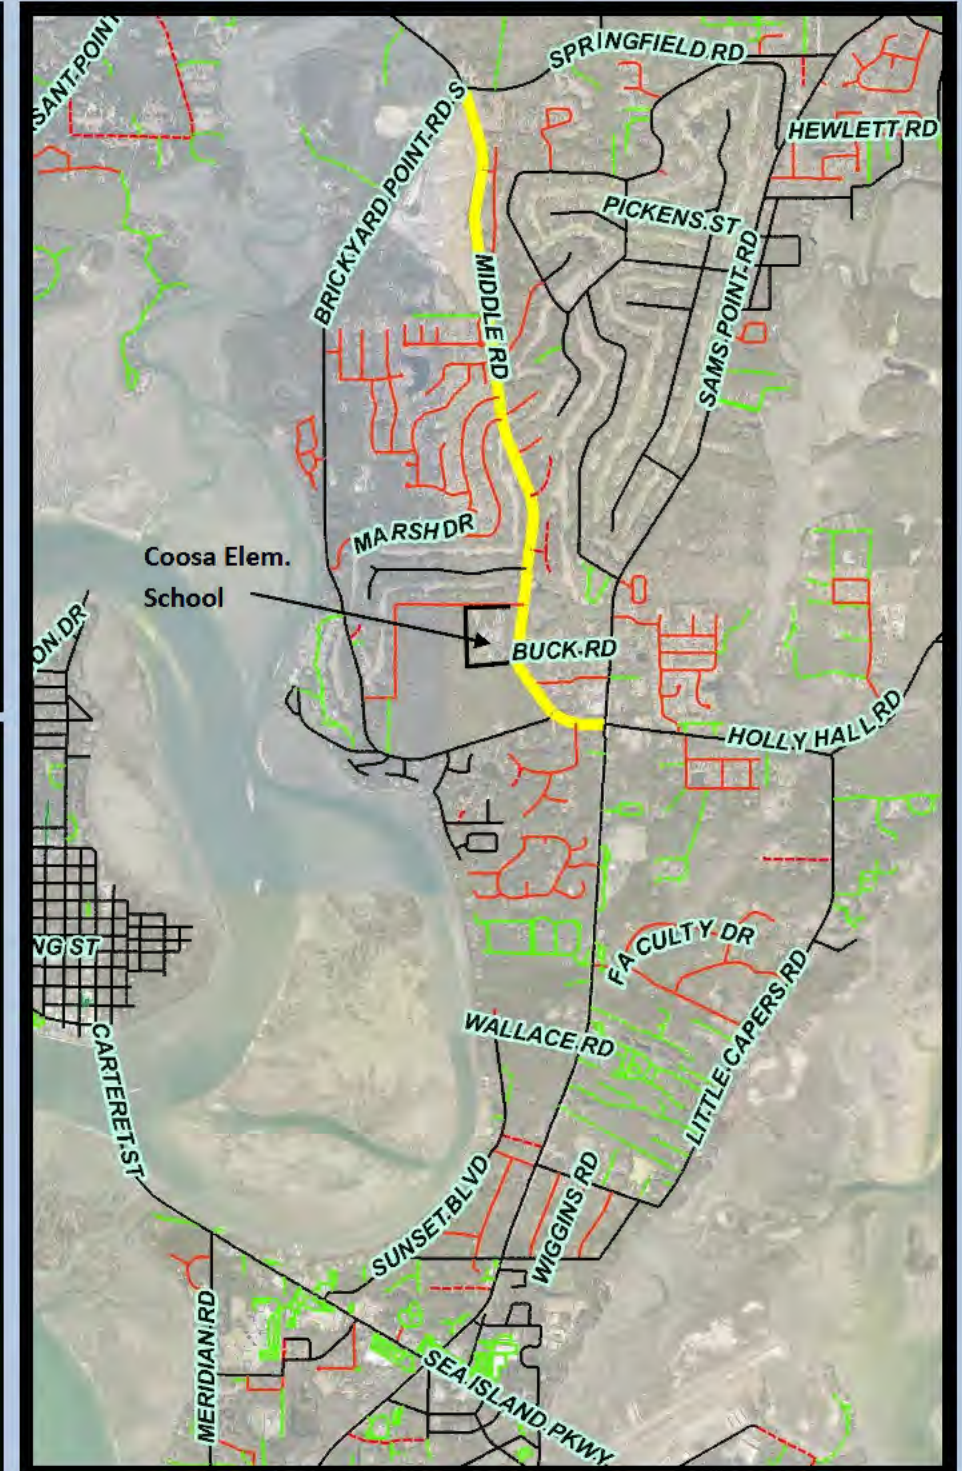 SPRINGFIELD RD
HEWLETT RD
BRICKYARD POINT RD S
PICKENS ST
MIDDLE RD
SAMS POINT RD
MARSH DR
Coosa Elem.
School
BUCK RD
HOLLY HALL RD
FACULTY DR
WALLACE RD
LITTLE CAPERS RD
CARTERET ST
SUNSET BLVD
WIGGINS RD
MERIDIAN RD
SEA ISLAND PKWY
SANT POINT
ON DR
NG ST